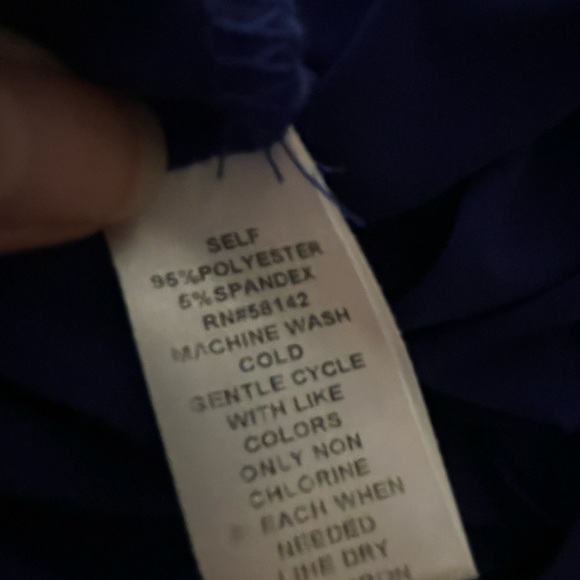 SELF
95%POLYESTER
5%SPANDEX
RN#58142
MACHINE WASH
COLD
GENTLE CYCLE
WITH LIKE
COLORS
ONLY NON
CHLORINE
EACH WHEN
NEEDED
LINE DRY